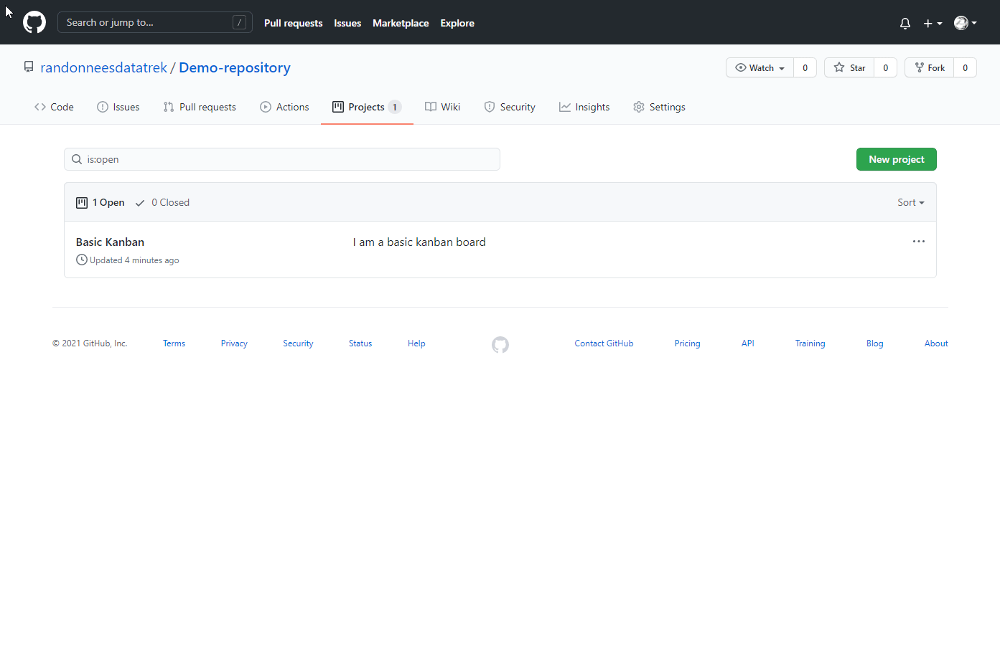 Search or jump to... / Pull requests Issues Marketplace Explore
randonneesdatatrek / Demo-repository Watch 0 Star 0 Fork 0
Code Issues Pull requests Actions Projects 1 Wiki Security Insights Settings
is:open New project
1 Open 0 Closed Sort
Basic Kanban I am a basic kanban board
Updated 4 minutes ago
© 2021 GitHub, Inc. Terms Privacy Security Status Help Contact GitHub Pricing API Training Blog About